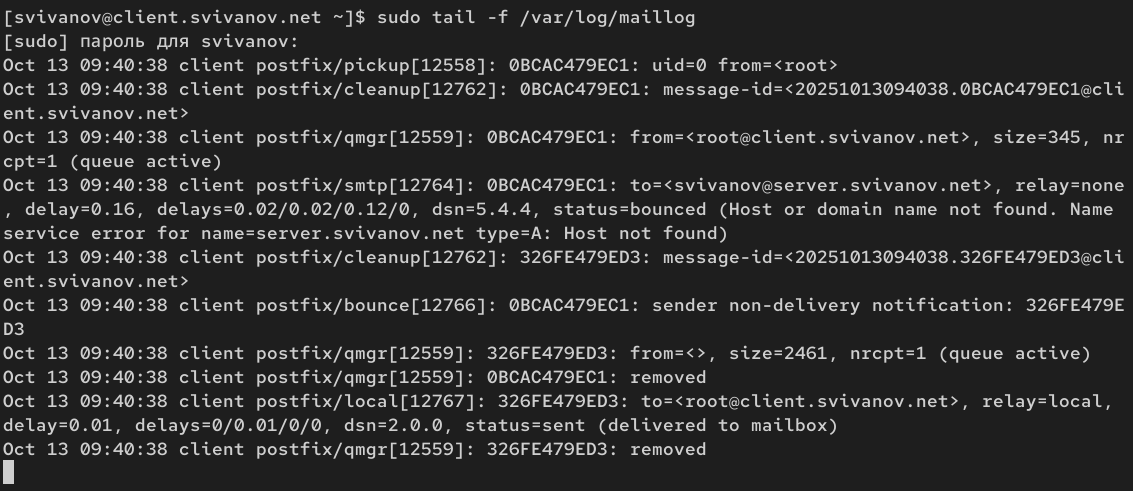 [svivanov@client.svivanov.net ~]$ sudo tail -f /var/log/maillog
[sudo] пароль для svivanov:
Oct 13 09:40:38 client postfix/pickup[12558]: 0BCAC479EC1: uid=0 from=<root>
Oct 13 09:40:38 client postfix/cleanup[12762]: 0BCAC479EC1: message-id=<20251013094038.0BCAC479EC1@cli
ent.svivanov.net>
Oct 13 09:40:38 client postfix/qmgr[12559]: 0BCAC479EC1: from=<root@client.svivanov.net>, size=345, nr
cpt=1 (queue active)
Oct 13 09:40:38 client postfix/smtp[12764]: 0BCAC479EC1: to=<svivanov@server.svivanov.net>, relay=none
, delay=0.16, delays=0.02/0.02/0.12/0, dsn=5.4.4, status=bounced (Host or domain name not found. Name
service error for name=server.svivanov.net type=A: Host not found)
Oct 13 09:40:38 client postfix/cleanup[12762]: 326FE479ED3: message-id=<20251013094038.326FE479ED3@cli
ent.svivanov.net>
Oct 13 09:40:38 client postfix/bounce[12766]: 0BCAC479EC1: sender non-delivery notification: 326FE479E
D3
Oct 13 09:40:38 client postfix/qmgr[12559]: 326FE479ED3: from=<>, size=2461, nrcpt=1 (queue active)
Oct 13 09:40:38 client postfix/qmgr[12559]: 0BCAC479EC1: removed
Oct 13 09:40:38 client postfix/local[12767]: 326FE479ED3: to=<root@client.svivanov.net>, relay=local,
delay=0.01, delays=0/0.01/0/0, dsn=2.0.0, status=sent (delivered to mailbox)
Oct 13 09:40:38 client postfix/qmgr[12559]: 326FE479ED3: removed